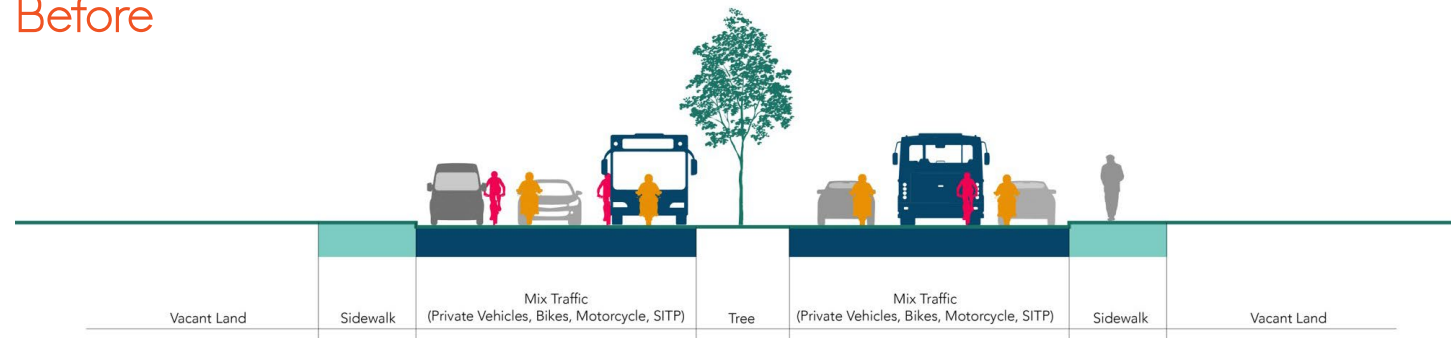 Before
Mix Traffic
(Private Vehicles, Bikes, Motorcycle, SITP)
Mix Traffic
(Private Vehicles, Bikes, Motorcycle, SITP)
Vacant Land
Sidewalk
Tree
Sidewalk
Vacant Land